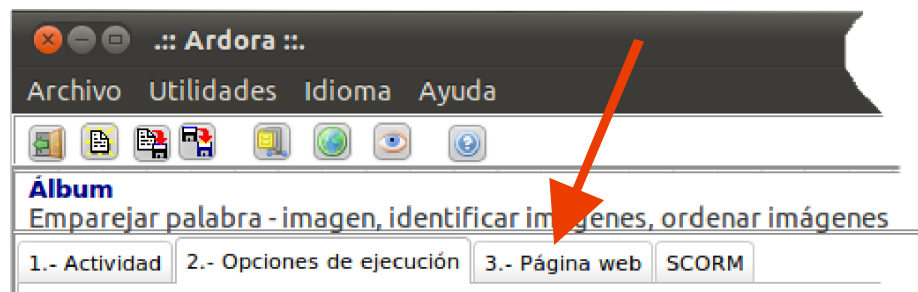 .:: Ardora ::.
Archivo Utilidades Idioma Ayuda
Álbum
Emparejar palabra - imagen, identificar imágenes, ordenar imágenes
1.- Actividad 2.- Opciones de ejecución 3.- Página web SCORM